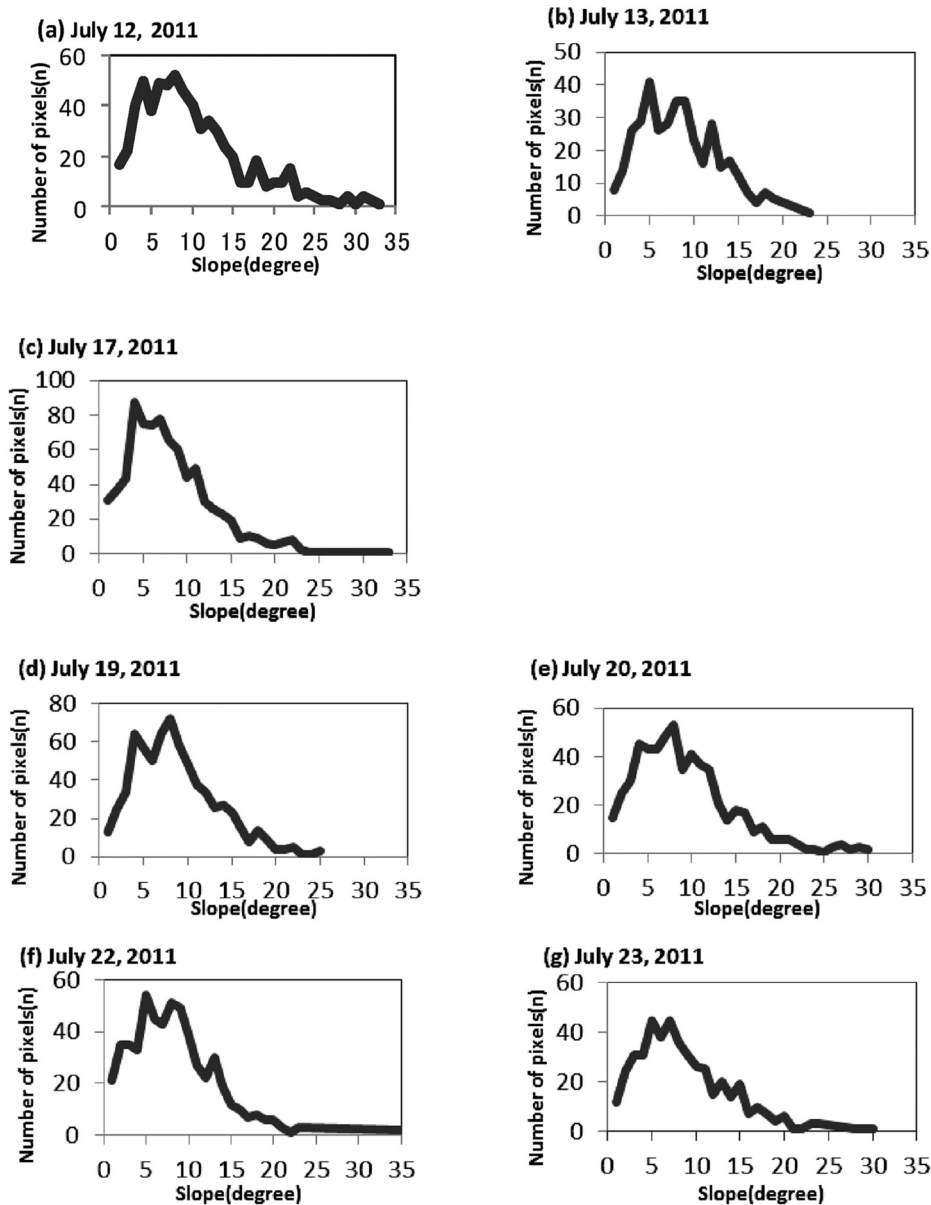 (a) July 12, 2011
Number of pixels(n)
60
40
20
0
0 5 10 15 20 25 30 35
Slope(degree)
(b) July 13, 2011
Number of pixels(n)
50
40
30
20
10
0
0 5 10 15 20 25 30 35
Slope(degree)
(c) July 17, 2011
Number of pixels(n)
100
80
60
40
20
0
0 5 10 15 20 25 30 35
Slope(degree)
(d) July 19, 2011
Number of pixels(n)
80
60
40
20
0
0 5 10 15 20 25 30 35
Slope(degree)
(e) July 20, 2011
Number of pixels(n)
60
40
20
0
0 5 10 15 20 25 30 35
Slope(degree)
(f) July 22, 2011
Number of pixels(n)
60
40
20
0
0 5 10 15 20 25 30 35
Slope(degree)
(g) July 23, 2011
Number of pixels(n)
60
40
20
0
0 5 10 15 20 25 30 35
Slope(degree)